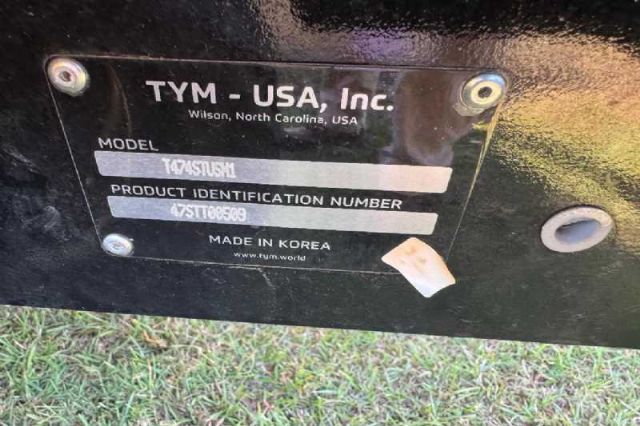 TYM - USA, Inc.
Wilson, North Carolina, USA
MODEL
T474STUSH1
PRODUCT IDENTIFICATION NUMBER
47STT00509
MADE IN KOREA
www.tym.world